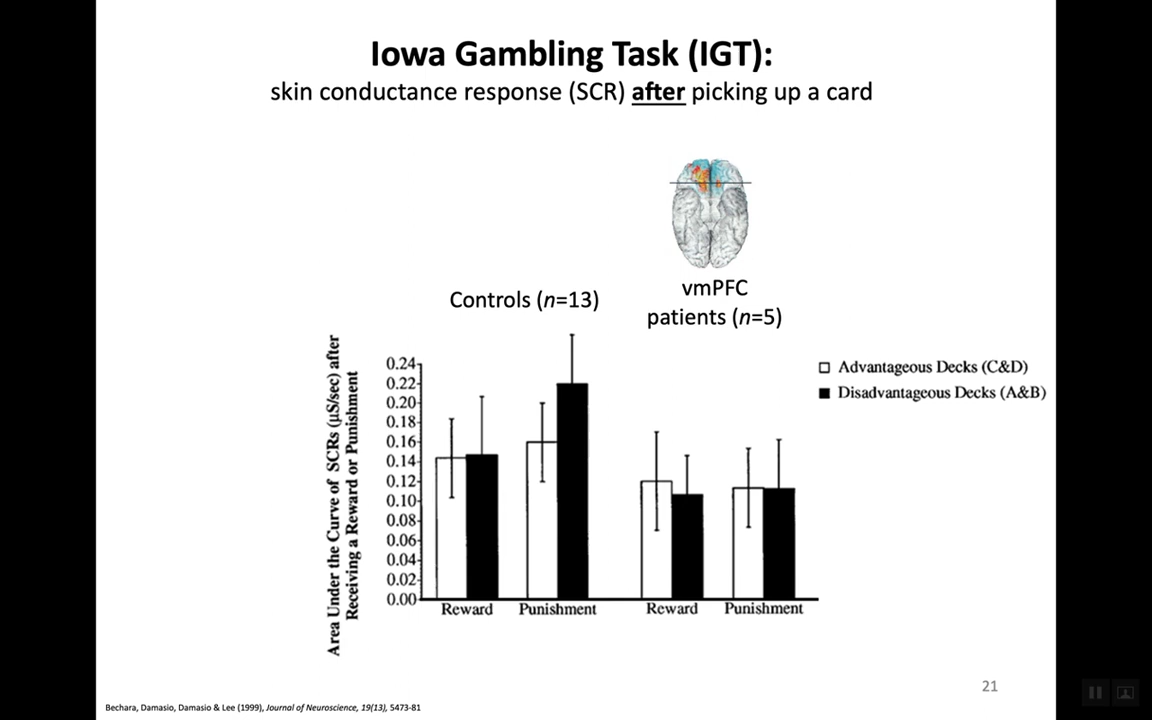 Iowa Gambling Task (IGT):
skin conductance response (SCR) after picking up a card
Controls (n=13)
vmPFC
patients (n=5)
Area Under the Curve of SCRs (µS/sec) after
Receiving a Reward or Punishment
0.24
0.22
0.20
0.18
0.16
0.14
0.12
0.10
0.08
0.06
0.04
0.02
0.00
Reward Punishment Reward Punishment
Advantageous Decks (C&D)
Disadvantageous Decks (A&B)
21
Bechara, Damasio, Damasio & Lee (1999), Journal of Neuroscience, 19(13), 5473-81